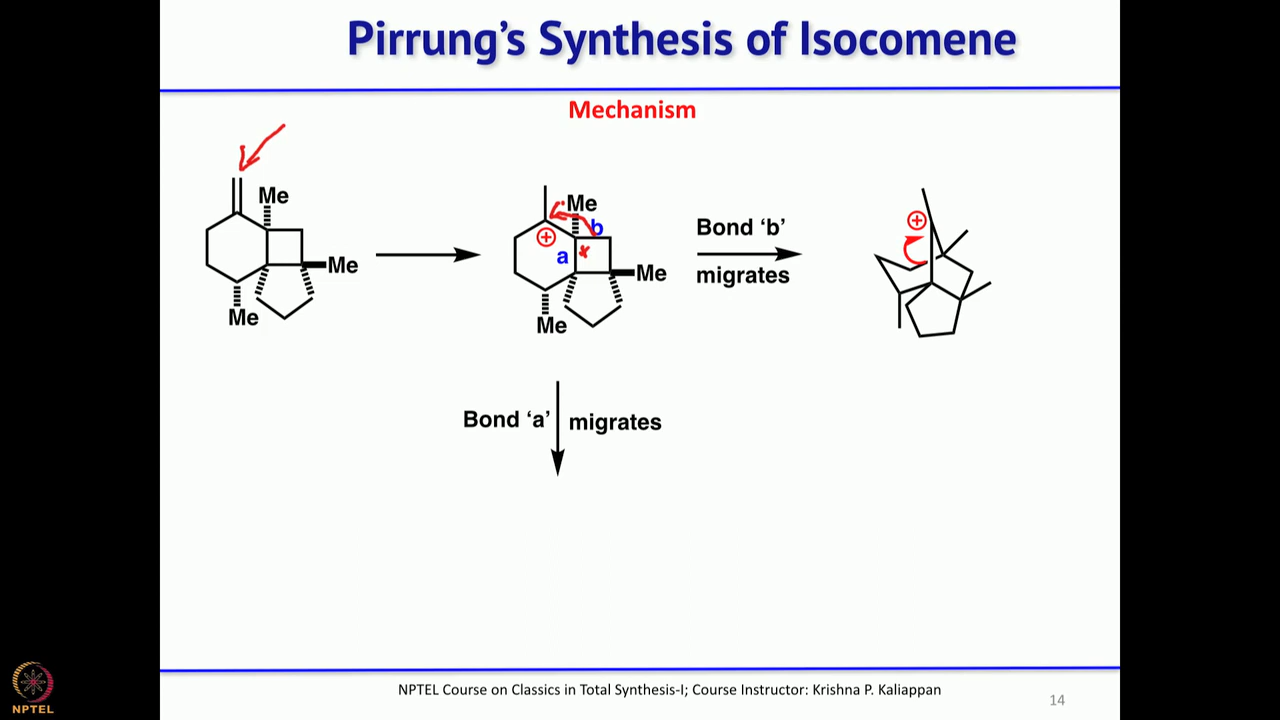 Pirrung's Synthesis of Isocomene
Mechanism
Me
Me
Me
Me
b
a
Me
Me
Bond ‘b’
migrates
Bond ‘a’ migrates
NPTEL Course on Classics in Total Synthesis-I; Course Instructor: Krishna P. Kaliappan
14
NPTEL